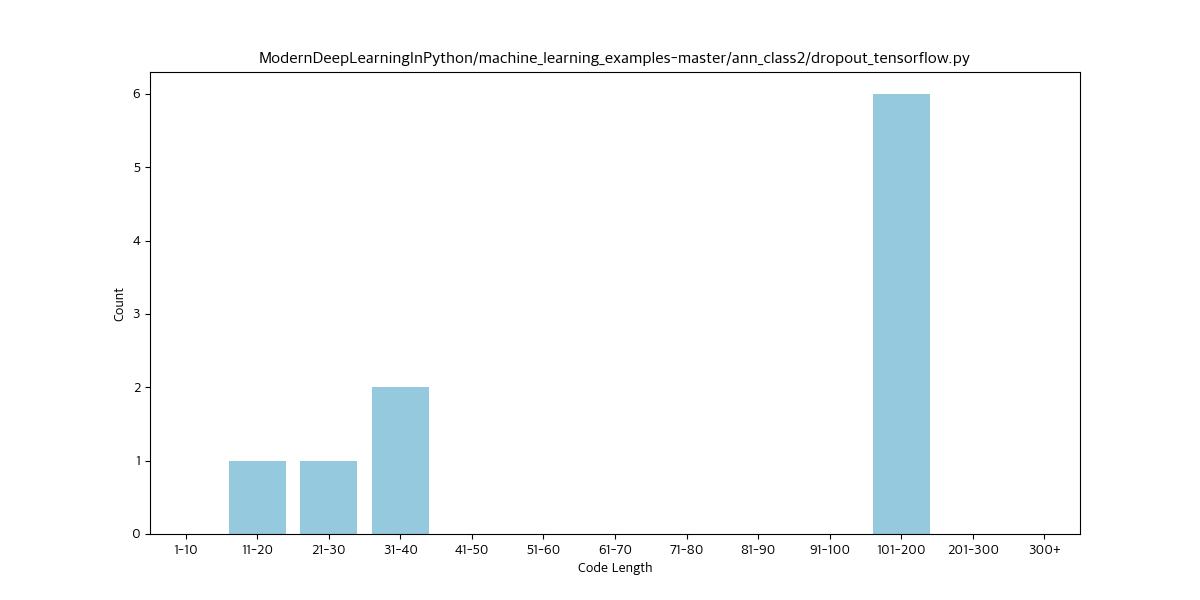 ModernDeepLearningInPython/machine_learning_examples-master/ann_class2/dropout_tensorflow.py
6
5
4
3
2
1
0
Count
1-10 11-20 21-30 31-40 41-50 51-60 61-70 71-80 81-90 91-100 101-200 201-300 300+
Code Length